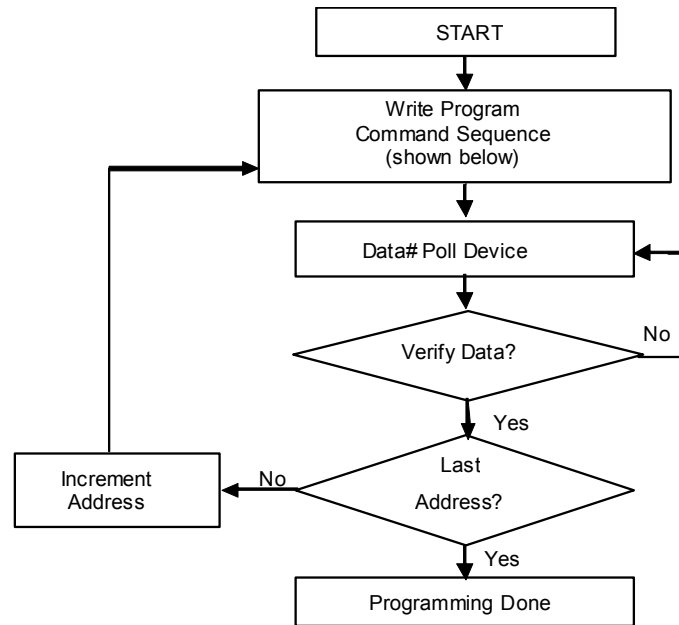 START
Write Program
Command Sequence
(shown below)
Data# Poll Device
Verify Data?
No
Yes
Last
Address?
No
Increment
Address
Yes
Programming Done